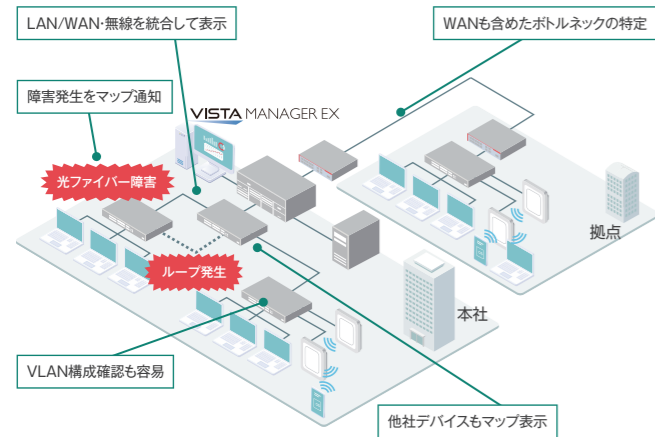 LAN/WAN・無線を統合して表示
WANも含めたボトルネックの特定
障害発生をマップ通知
VISTA MANAGER EX
光ファイバー障害
拠点
ループ発生
本社
VLAN構成確認も容易
他社デバイスもマップ表示